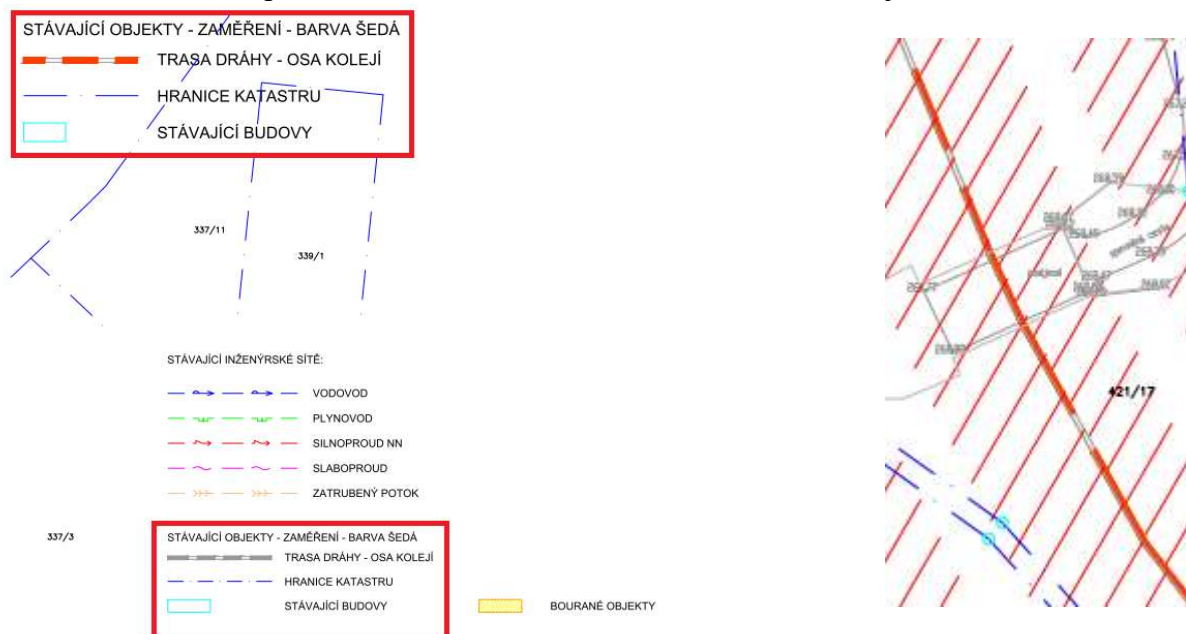 STÁVAJÍCÍ OBJEKTY - ZAMĚŘENÍ - BARVA ŠEDÁ
TRASA DRÁHY - OSA KOLEJÍ
HRANICE KATASTRU
STÁVAJÍCÍ BUDOVY
337/11
339/1
STÁVAJÍCÍ INŽENÝRSKÉ SÍTĚ:
VODOVOD
PLYNOVOD
SILNOPROUD NN
SLABOPROUD
ZATRUBENÝ POTOK
337/3
STÁVAJÍCÍ OBJEKTY - ZAMĚŘENÍ - BARVA ŠEDÁ
TRASA DRÁHY - OSA KOLEJÍ
HRANICE KATASTRU
STÁVAJÍCÍ BUDOVY
BOURANÉ OBJEKTY
421/17